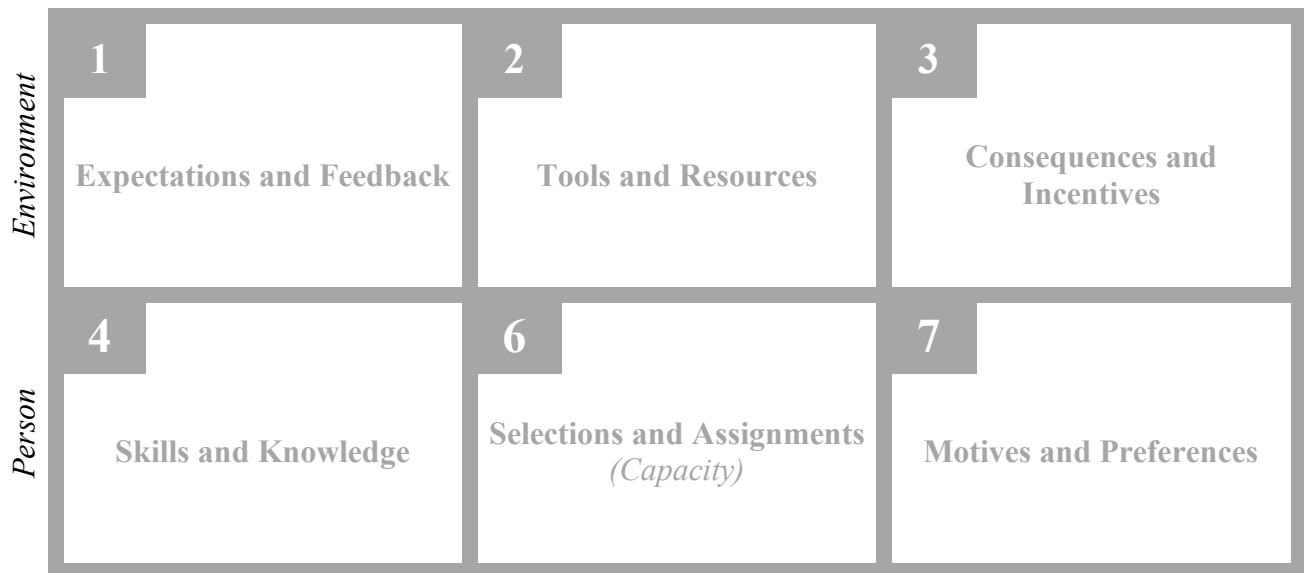 Environment
1
Expectations and Feedback
2
Tools and Resources
3
Consequences and
Incentives
Person
4
Skills and Knowledge
6
Selections and Assignments
(Capacity)
7
Motives and Preferences